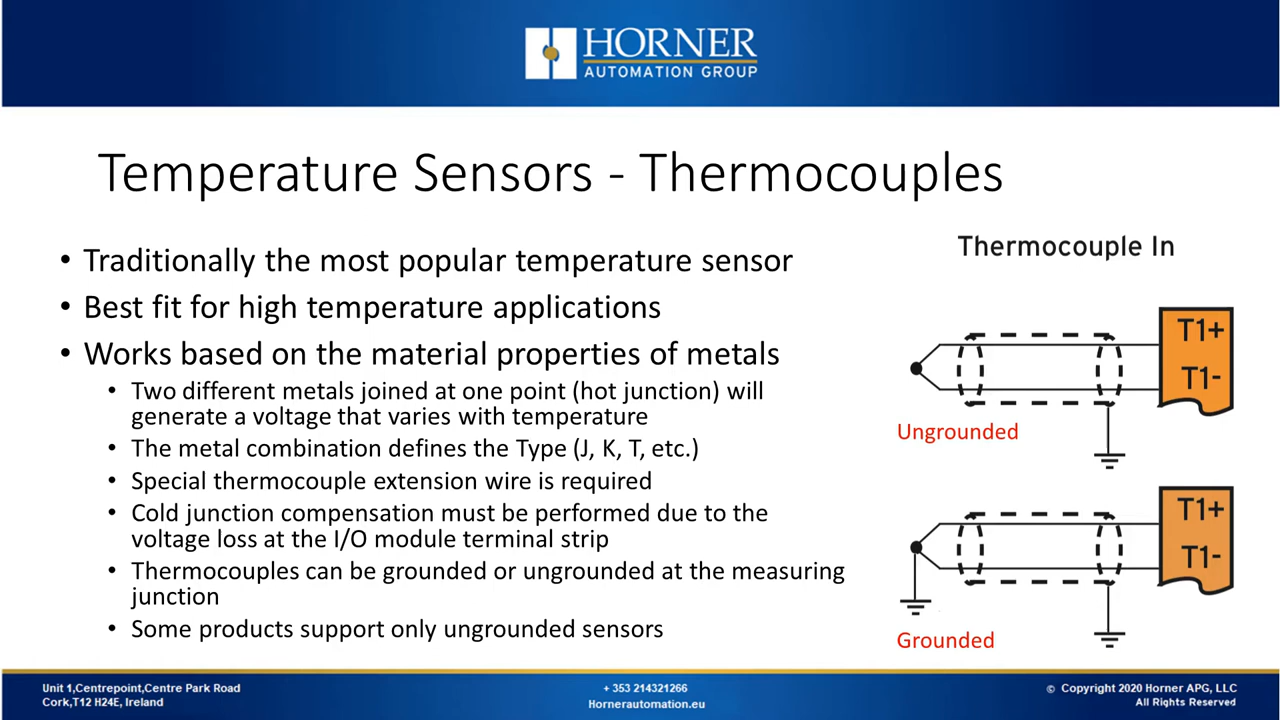 HORNER
AUTOMATION GROUP
Temperature Sensors - Thermocouples
• Traditionally the most popular temperature sensor
• Best fit for high temperature applications
• Works based on the material properties of metals
• Two different metals joined at one point (hot junction) will
generate a voltage that varies with temperature
• The metal combination defines the Type (J, K, T, etc.)
• Special thermocouple extension wire is required
• Cold junction compensation must be performed due to the
voltage loss at the I/O module terminal strip
• Thermocouples can be grounded or ungrounded at the measuring
junction
• Some products support only ungrounded sensors
Thermocouple In
T1+
T1-
Ungrounded
T1+
T1-
Grounded
Unit 1,Centrepoint,Centre Park Road
Cork,T12 H24E, Ireland
+ 353 214321266
Hornerautomation.eu
© Copyright 2020 Horner APG, LLC
All Rights Reserved